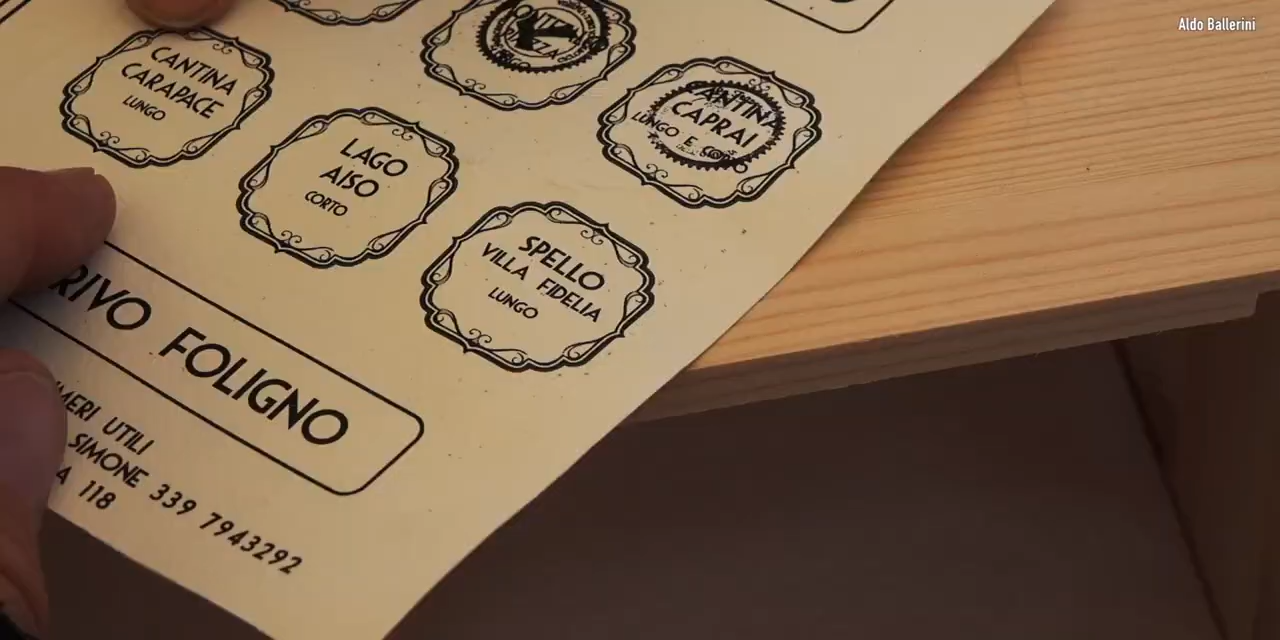 Aldo Ballerini
CANTINA
CARAPACE
LUNGO
CANTINA
CAPRAI
LUNGO E CORTO
LAGO
AISO
CORTO
SPELLO
VILLA FIDELIA
LUNGO
RIVO FOLIGNO
MERI UTILI
SIMONE 339 7943292
A 118